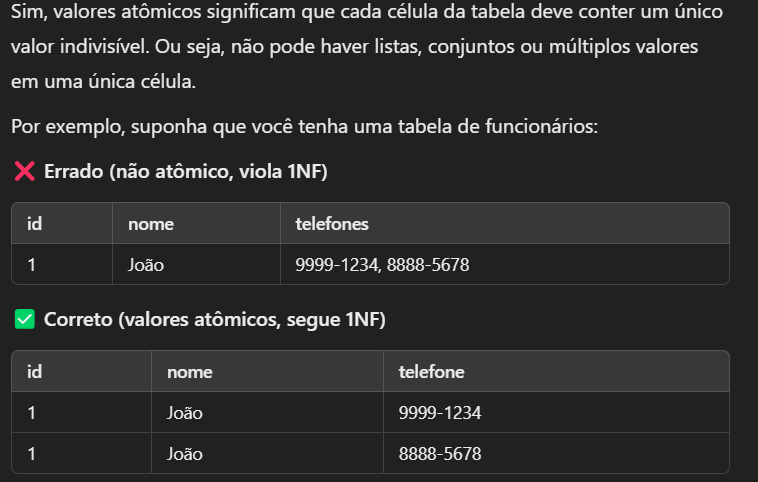 Sim, valores atômicos significam que cada célula da tabela deve conter um único
valor indivisível. Ou seja, não pode haver listas, conjuntos ou múltiplos valores
em uma única célula.
Por exemplo, suponha que você tenha uma tabela de funcionários:
❌ Errado (não atômico, viola 1NF)
id nome telefones
1 João 9999-1234, 8888-5678
✅ Correto (valores atômicos, segue 1NF)
id nome telefone
1 João 9999-1234
1 João 8888-5678